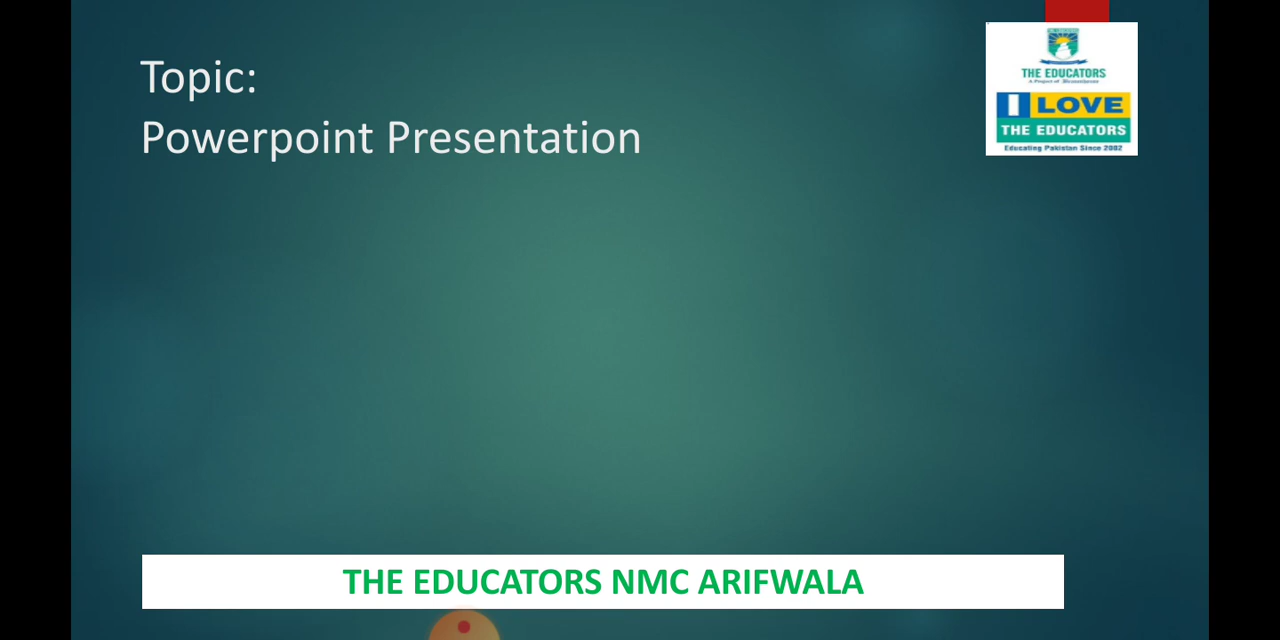 Topic:
Powerpoint Presentation
THE EDUCATORS
I LOVE
THE EDUCATORS
Educating Pakistan Since 2002
THE EDUCATORS NMC ARIFWALA